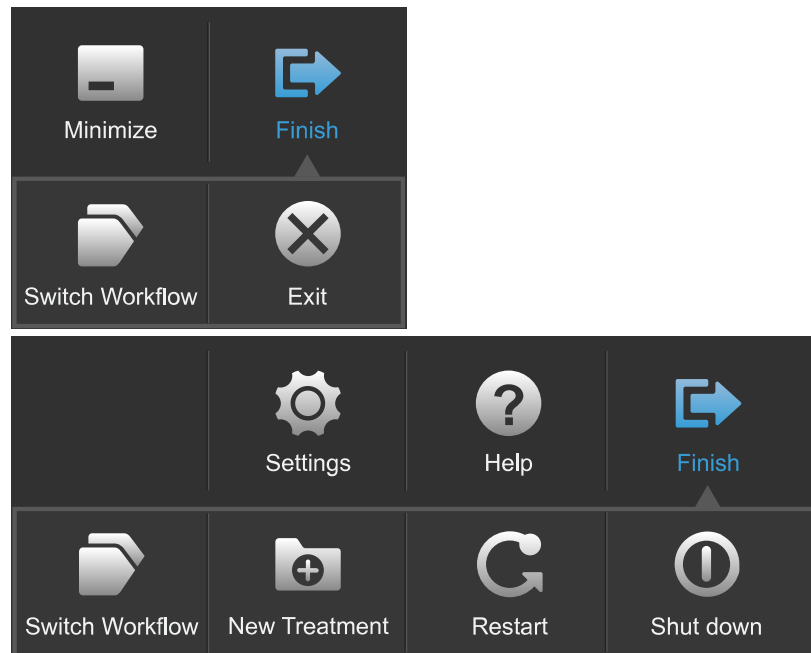 Minimize
Finish
Switch Workflow
Exit
Settings
Help
Finish
Switch Workflow
New Treatment
Restart
Shut down